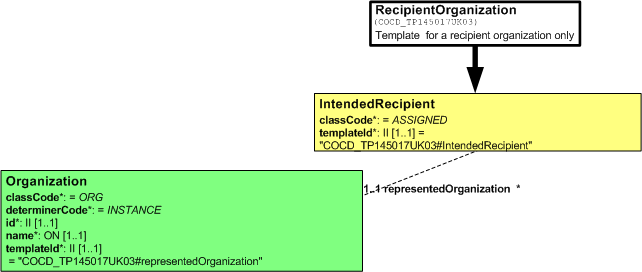 RecipientOrganization
(COCD_TP145017UK03)
Template for a recipient organization only
IntendedRecipient
classCode*: = ASSIGNED
templateId*: II [1..1] =
"COCD_TP145017UK03#IntendedRecipient"
1..1 representedOrganization *
Organization
classCode*: = ORG
determinerCode*: = INSTANCE
id*: II [1..1]
name*: ON [1..1]
templateId*: II [1..1]
= "COCD_TP145017UK03#representedOrganization"